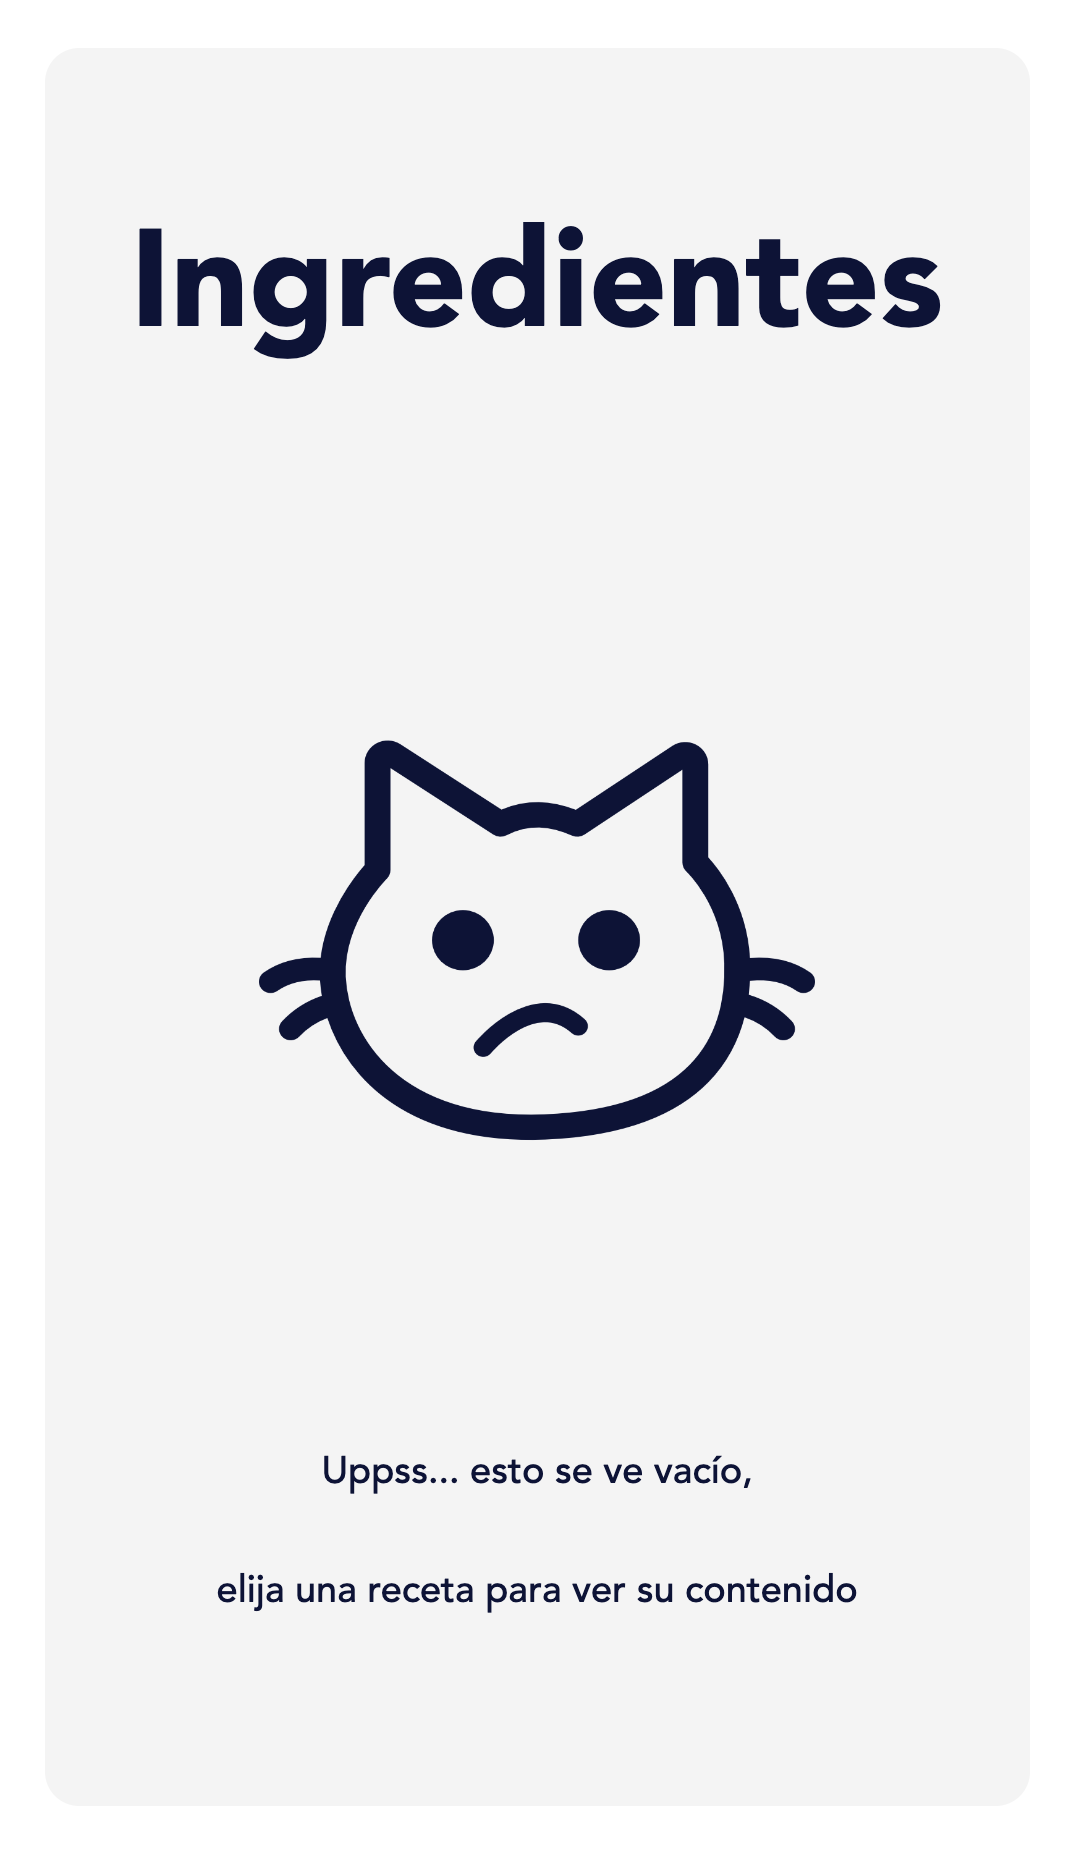 Ingredientes
Uppss... esto se ve vacío,
elija una receta para ver su contenido